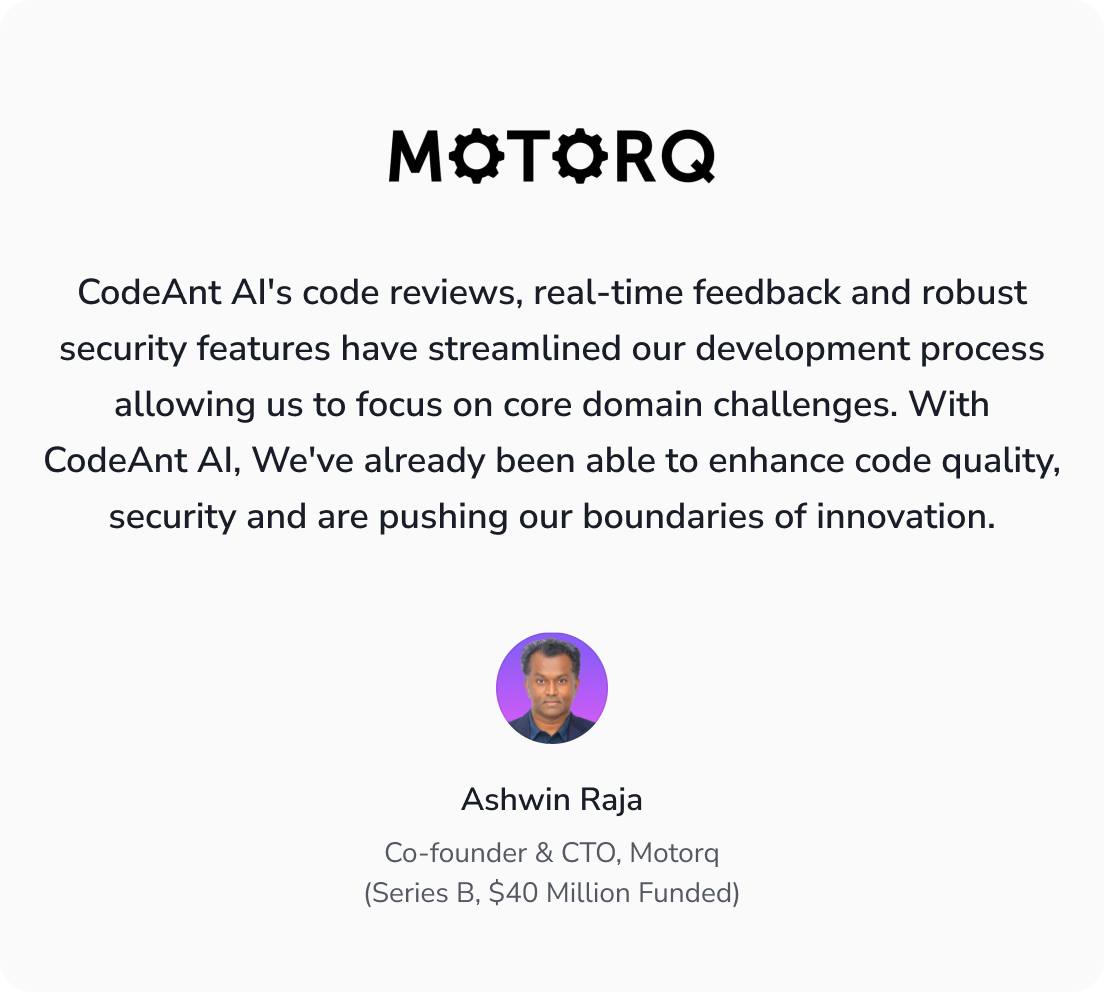 MOTORQ
CodeAnt AI's code reviews, real-time feedback and robust
security features have streamlined our development process
allowing us to focus on core domain challenges. With
CodeAnt AI, We've already been able to enhance code quality,
security and are pushing our boundaries of innovation.
Ashwin Raja
Co-founder & CTO, Motorq
(Series B, $40 Million Funded)